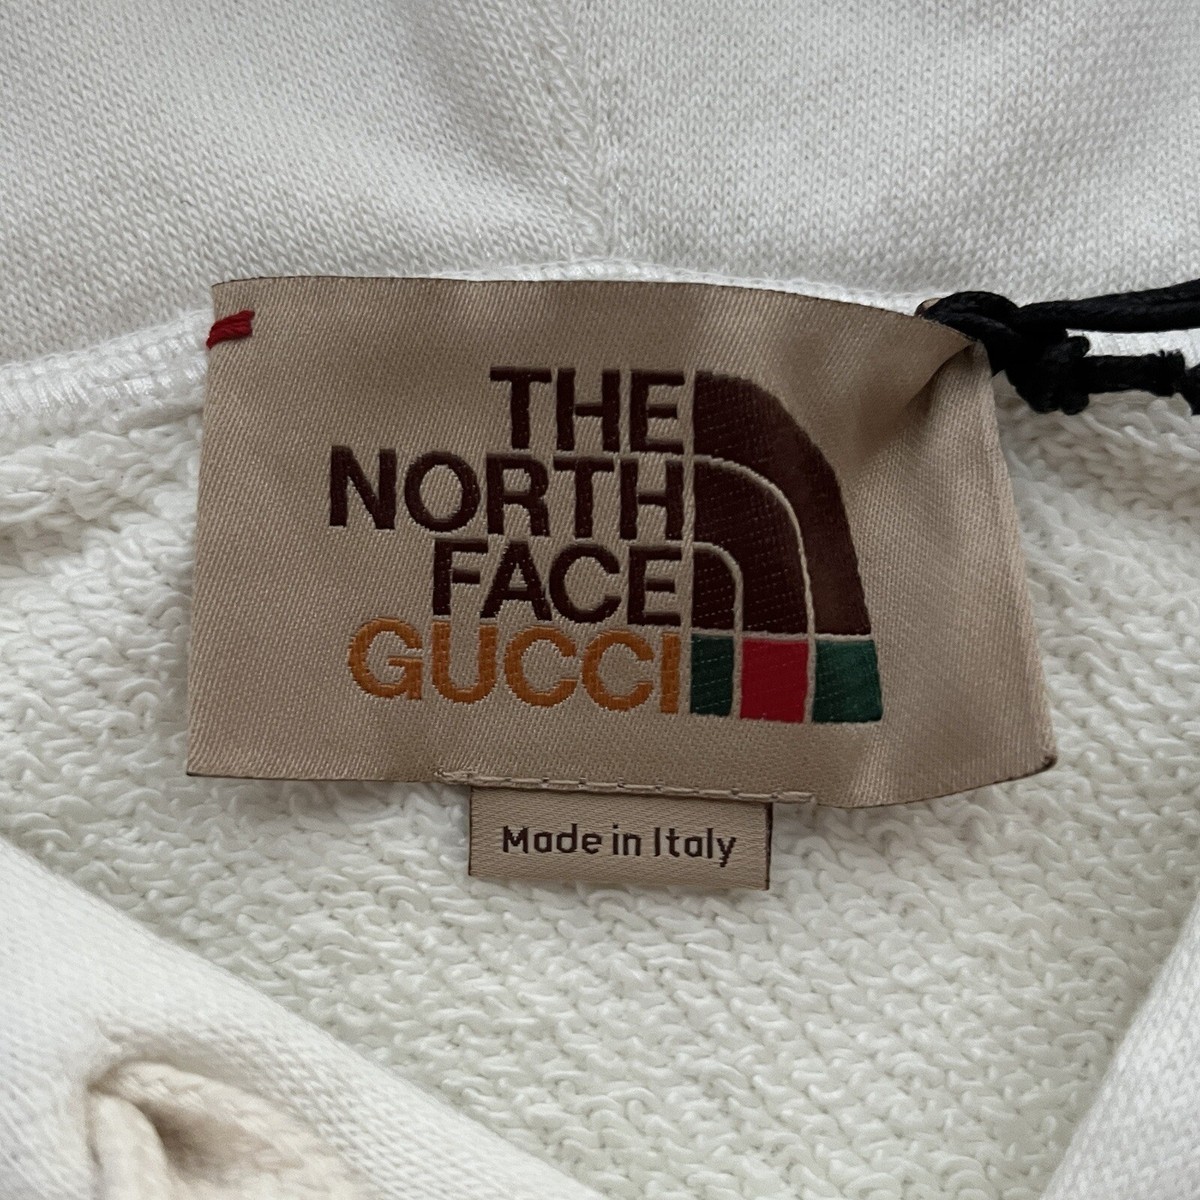 THE
NORTH
FACE
GUCCI
Made in Italy